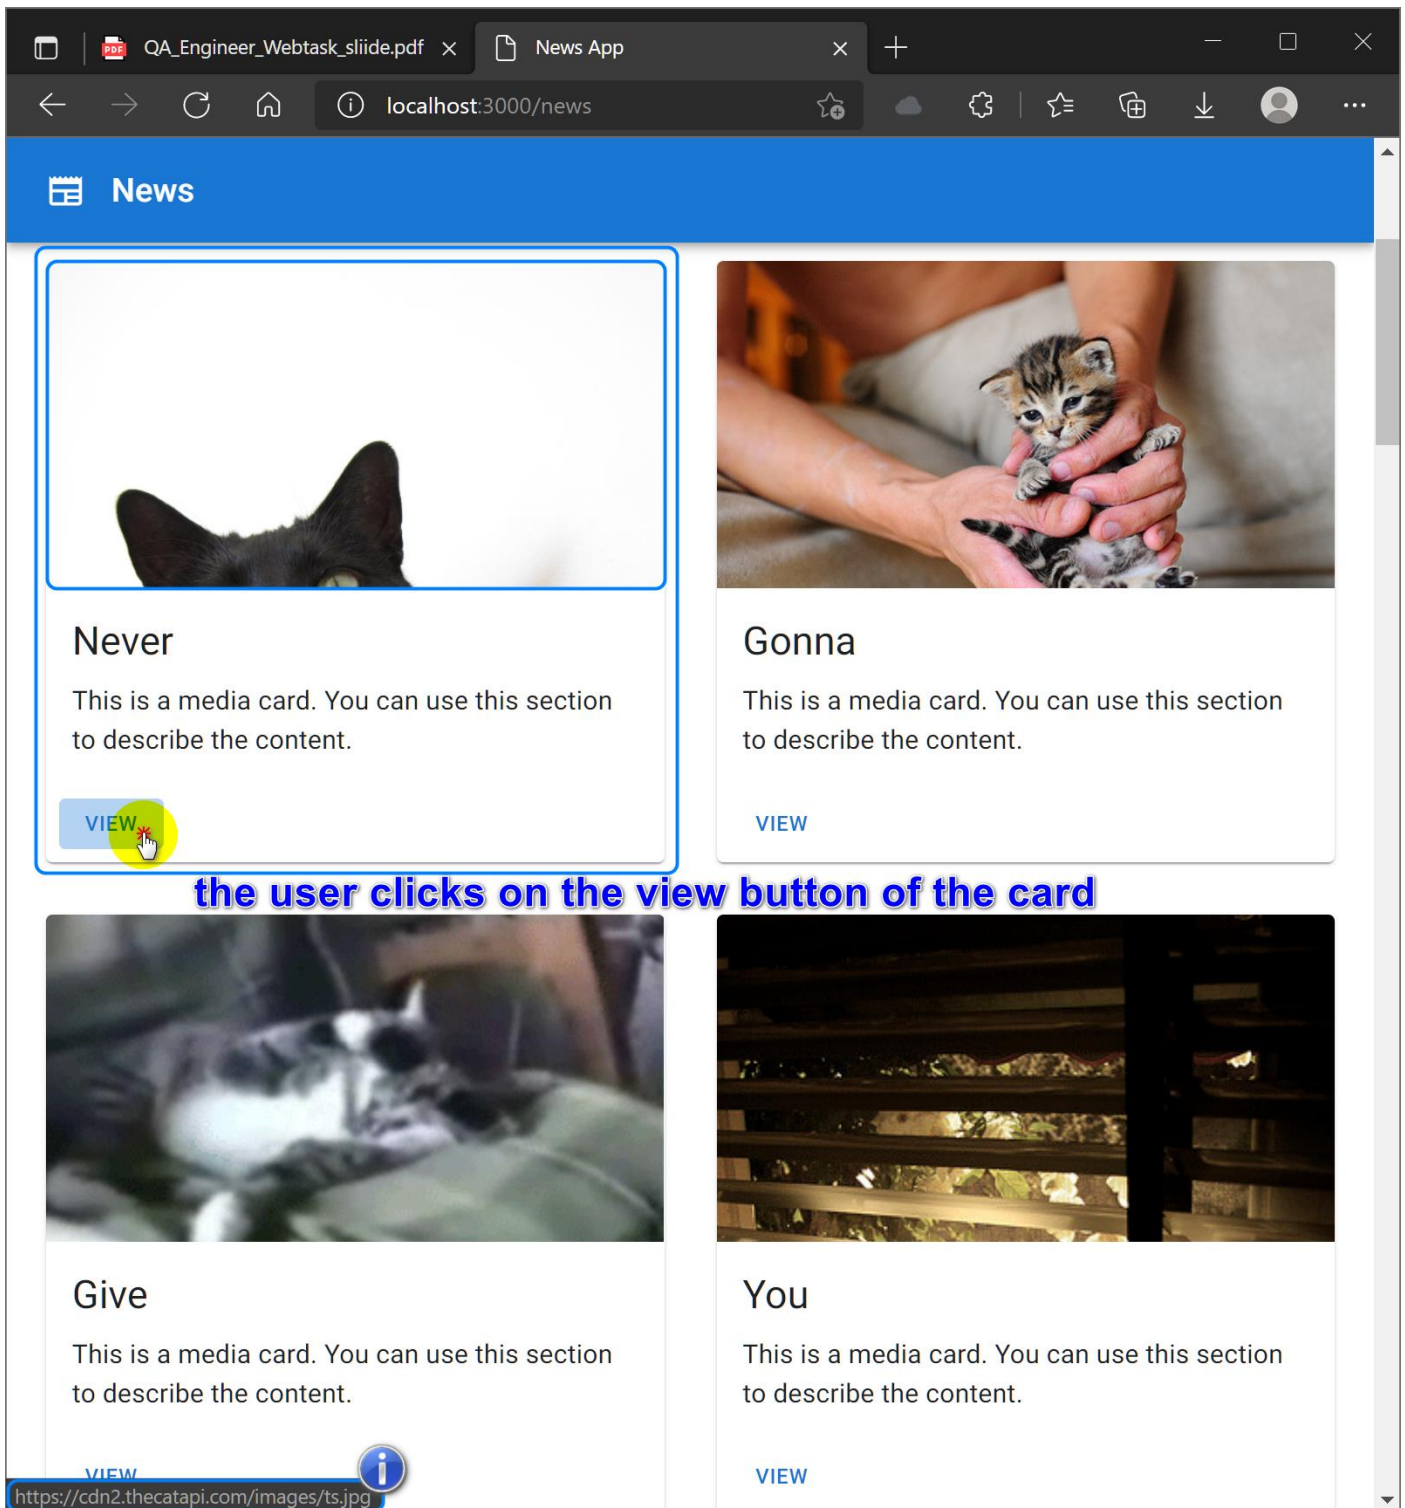 QA_Engineer_Webtask_sliide.pdf
News App
localhost:3000/news
News
Never
This is a media card. You can use this section
to describe the content.
VIEW
Gonna
This is a media card. You can use this section
to describe the content.
VIEW
the user clicks on the view button of the card
Give
This is a media card. You can use this section
to describe the content.
VIEW
You
This is a media card. You can use this section
to describe the content.
VIEW
https://cdn2.thecatapi.com/images/ts.jpg